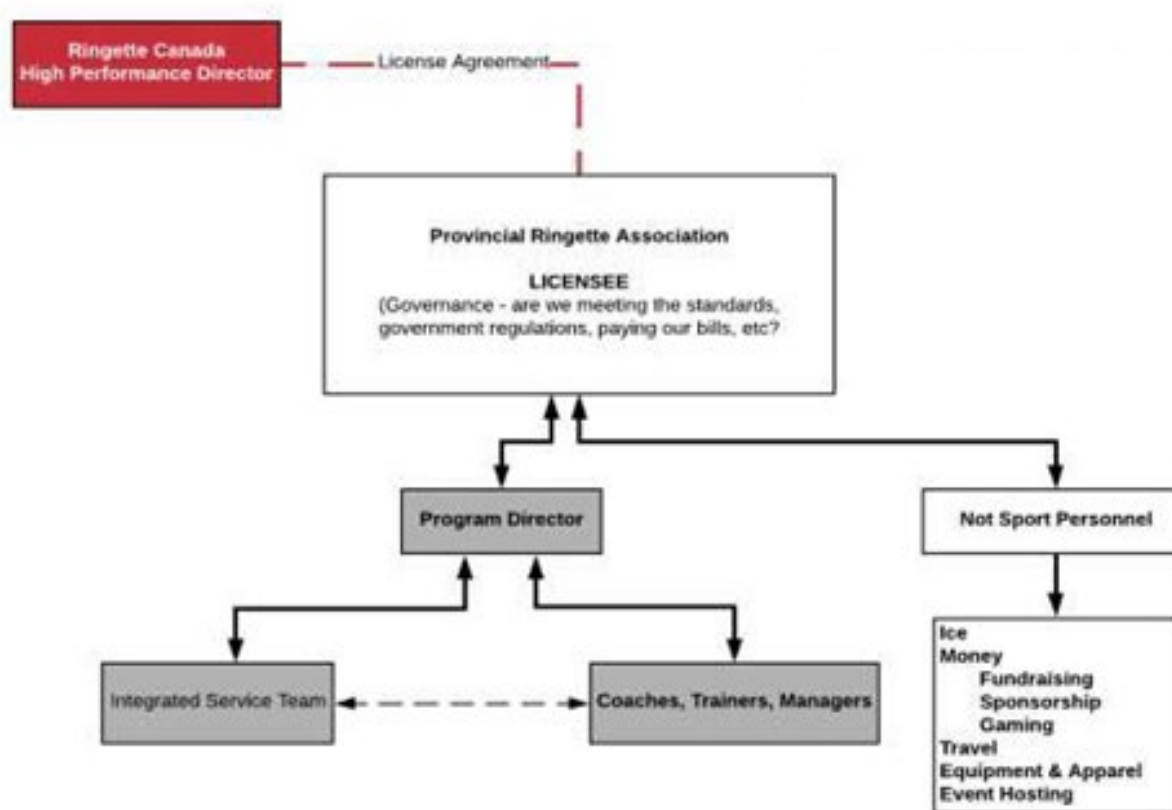 Ringette Canada
High Performance Director
License Agreement
Provincial Ringette Association
LICENSEE
(Governance - are we meeting the standards,
government regulations, paying our bills, etc?
Program Director
Not Sport Personnel
Integrated Service Team
Coaches, Trainers, Managers
Ice
Money
Fundraising
Sponsorship
Gaming
Travel
Equipment & Apparel
Event Hosting